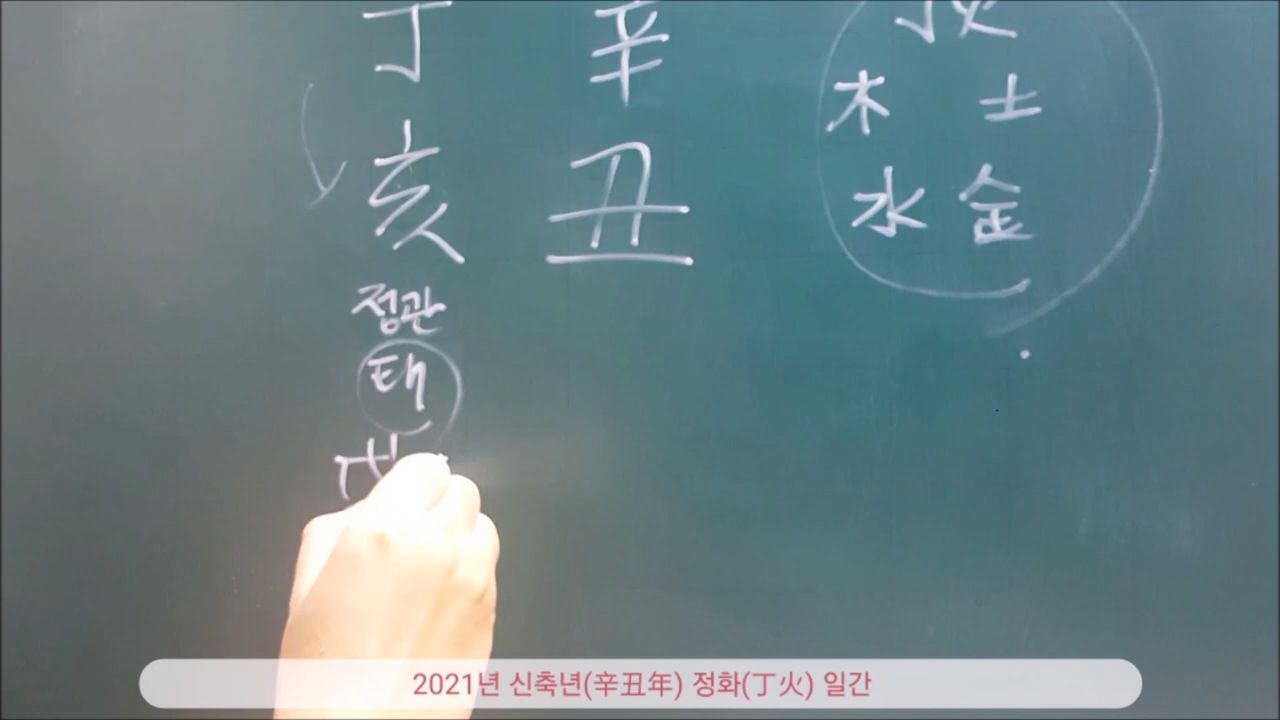 丁 辛
亥 丑
정관
태
木 土
水 金
2021년 신축년(辛丑年) 정화(丁火) 일간